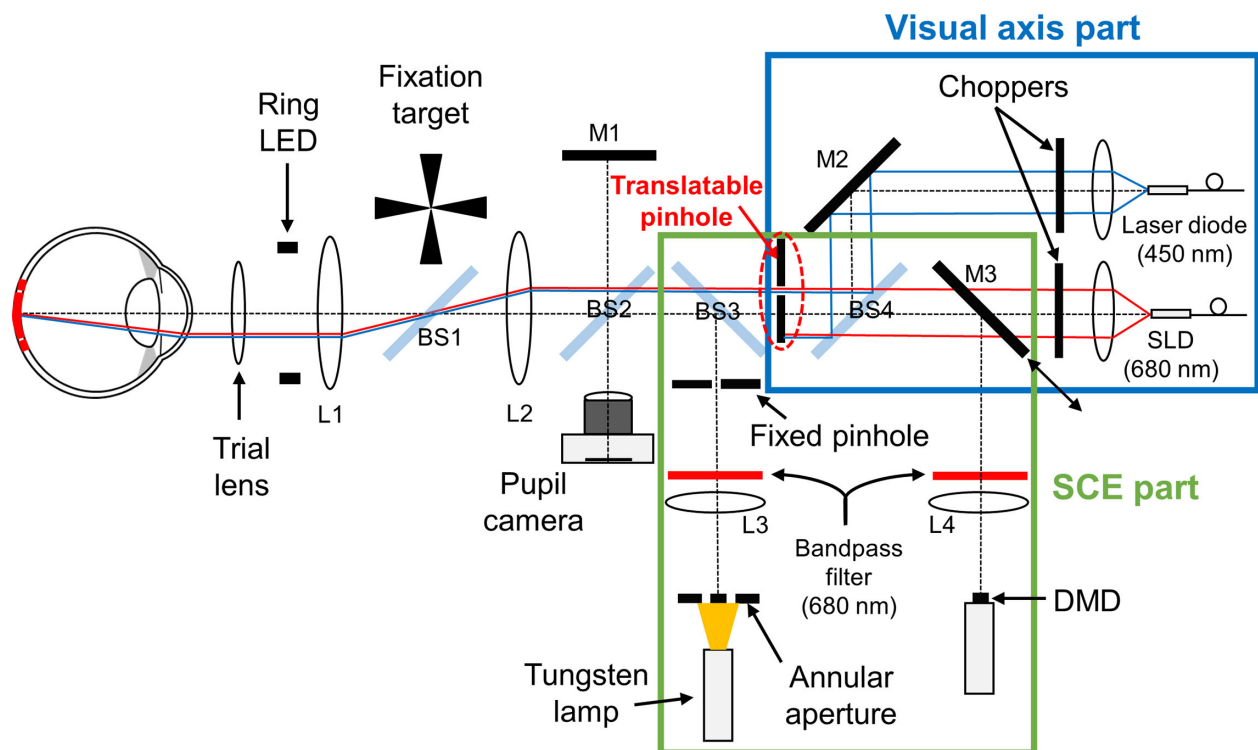 Visual axis part
Fixation
target
Choppers
Ring
LED
M1
M2
Translatable
pinhole
Laser diode
(450 nm)
M3
BS1
BS2
BS3
BS4
SLD
(680 nm)
L1
L2
Trial
lens
Fixed pinhole
Pupil
camera
SCE part
L3
L4
Bandpass
filter
(680 nm)
DMD
Tungsten
lamp
Annular
aperture